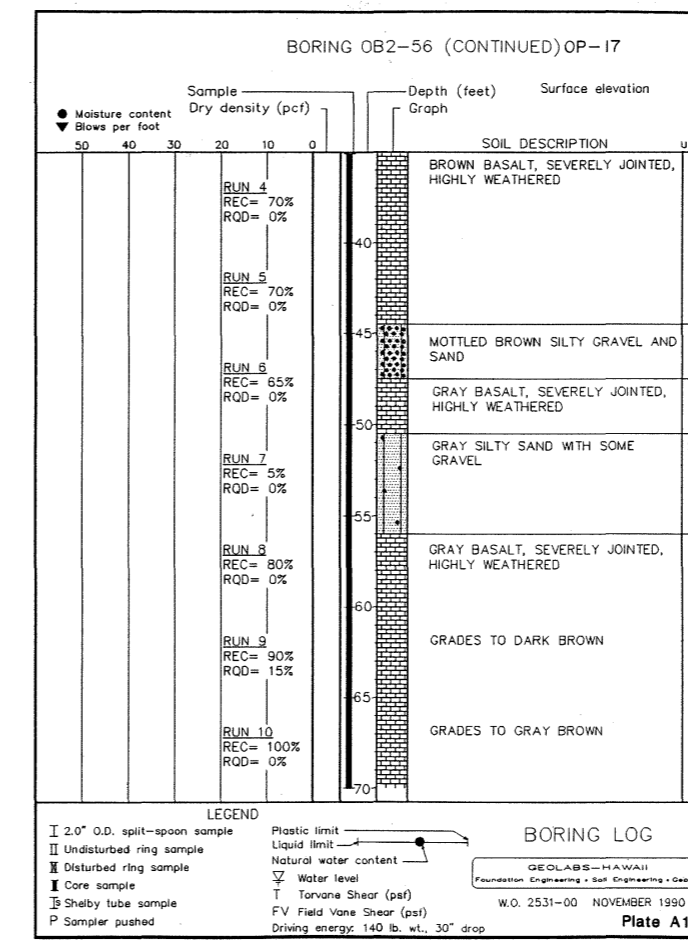 BORING OB2-56 (CONTINUED) OP-17
Sample
Depth (feet)
Surface elevation
● Moisture content
Dry density (pcf)
Graph
▼ Blows per foot
50 40 30 20 10 0
SOIL DESCRIPTION
BROWN BASALT, SEVERELY JOINTED,
HIGHLY WEATHERED
RUN 4
REC= 70%
RQD= 0%
40
RUN 5
REC= 70%
RQD= 0%
45
MOTTLED BROWN SILTY GRAVEL AND
SAND
RUN 6
REC= 65%
RQD= 0%
GRAY BASALT, SEVERELY JOINTED,
HIGHLY WEATHERED
50
GRAY SILTY SAND WITH SOME
GRAVEL
RUN 7
REC= 5%
RQD= 0%
55
RUN 8
REC= 80%
RQD= 0%
GRAY BASALT, SEVERELY JOINTED,
HIGHLY WEATHERED
60
RUN 9
REC= 90%
RQD= 15%
GRADES TO DARK BROWN
65
RUN 10
REC= 100%
RQD= 0%
GRADES TO GRAY BROWN
70
LEGEND
2.0" O.D. split-spoon sample
Undisturbed ring sample
Disturbed ring sample
Core sample
Shelby tube sample
P Sampler pushed
Plastic limit
Liquid limit
Natural water content
Water level
T Torvane Shear (psf)
FV Field Vane Shear (psf)
Driving energy: 140 lb. wt., 30" drop
BORING LOG
GEOLABS-HAWAII
Foundation Engineering • Soil Engineering •
W.O. 2531-00 NOVEMBER 1990
Plate A1